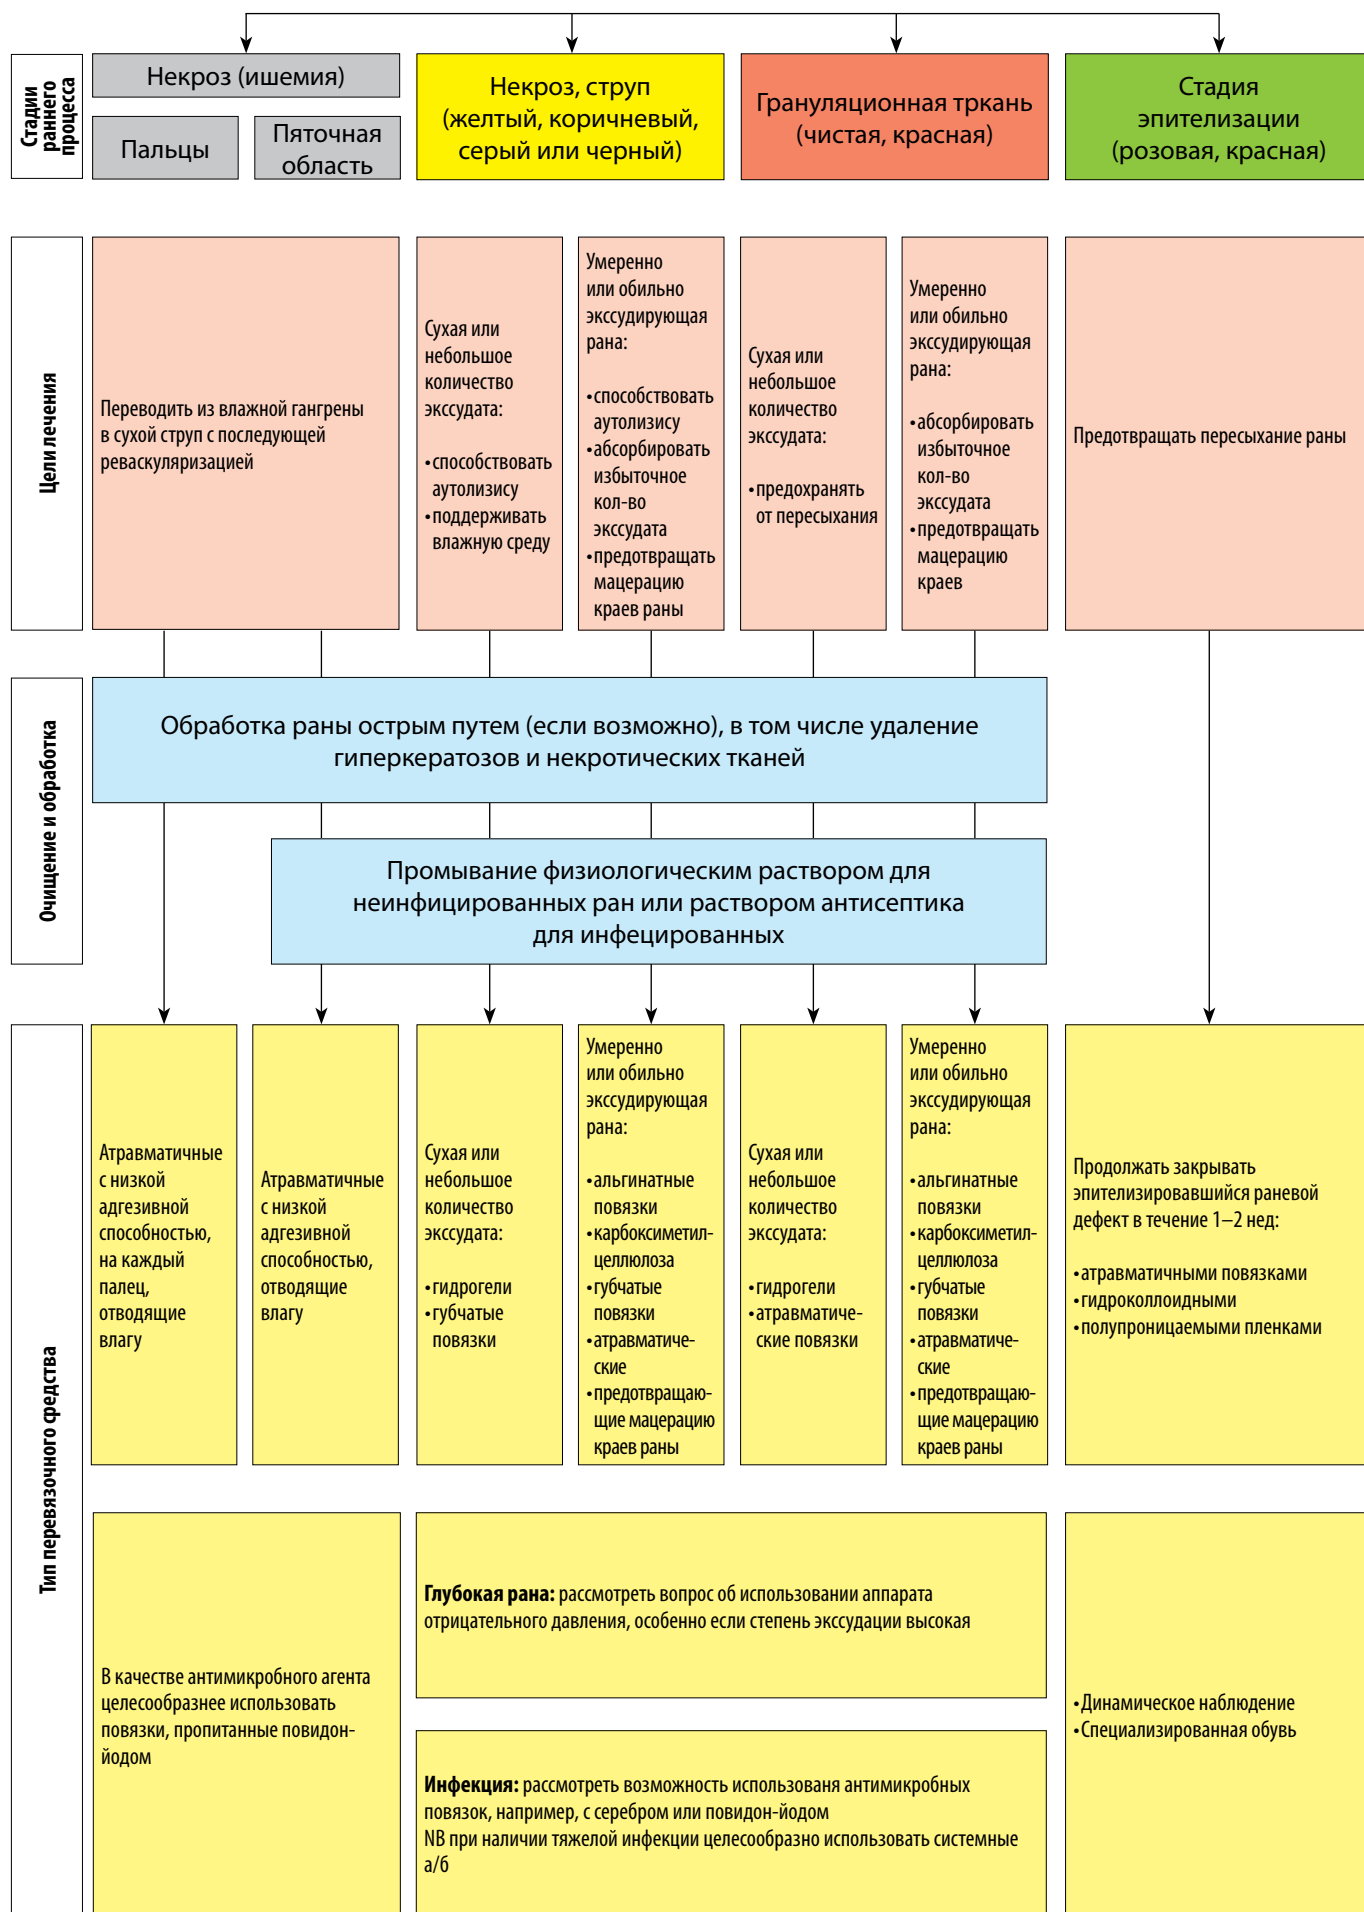 Стадии
раннего
процесса
Некроз (ишемия)
Пальцы
Пяточная
область
Некроз, струп
(желтый, коричневый,
серый или черный)
Грануляционная тркань
(чистая, красная)
Стадия
эпителизации
(розовая, красная)
Цели лечения
Переводить из влажной гангрены
в сухой струп с последующей
реваскуляризацией
Сухая или
небольшое
количество
экссудата:
•способствовать
аутолизису
•поддерживать
влажную среду
Умеренно
или обильно
экссудирующая
рана:
•способствовать
аутолизису
•абсорбировать
избыточное
кол-во
экссудата
•предотвращать
мацерацию
краев раны
Сухая или
небольшое
количество
экссудата:
•предохранять
от пересыхания
Умеренно
или обильно
экссудирующая
рана:
•абсорбировать
избыточное
кол-во
экссудата
•предотвращать
мацерацию
краев
Предотвращать пересыхание раны
Очищение и обработка
Обработка раны острым путем (если возможно), в том числе удаление
гиперкератозов и некротических тканей
Промывание физиологическим раствором для
неинфицированных ран или раствором антисептика
для инфецированных
Тип перевязочного средства
Атравматичные
с низкой
адгезивной
способностью,
на каждый
палец,
отводящие
влагу
Атравматичные
с низкой
адгезивной
способностью,
отводящие
влагу
Сухая или
небольшое
количество
экссудата:
•гидрогели
•губчатые
повязки
Умеренно
или обильно
экссудирующая
рана:
•альгинатные
повязки
•карбоксиметил-
целлюлоза
•губчатые
повязки
•атравматиче-
ские
•предотвращаю-
щие мацерацию
краев раны
Сухая или
небольшое
количество
экссудата:
•гидрогели
•атравматиче-
ские повязки
Умеренно
или обильно
экссудирующая
рана:
•альгинатные
повязки
•карбоксиметил-
целлюлоза
•губчатые
повязки
•атравматиче-
ские
•предотвращаю-
щие мацерацию
краев раны
Продолжать закрывать
эпителизировавшийся раневой
дефект в течение 1–2 нед:
•атравматичными повязками
•гидроколлоидными
•полупроницаемыми пленками
В качестве антимикробного агента
целесообразнее использовать
повязки, пропитанные повидон-
йодом
Глубокая рана: рассмотреть вопрос об использовании аппарата
отрицательного давления, особенно если степень экссудации высокая
Инфекция: рассмотреть возможность использованя антимикробных
повязок, например, с серебром или повидон-йодом
NB при наличии тяжелой инфекции целесообразно использовать системные
а/б
•Динамическое наблюдение
•Специализированная обувь